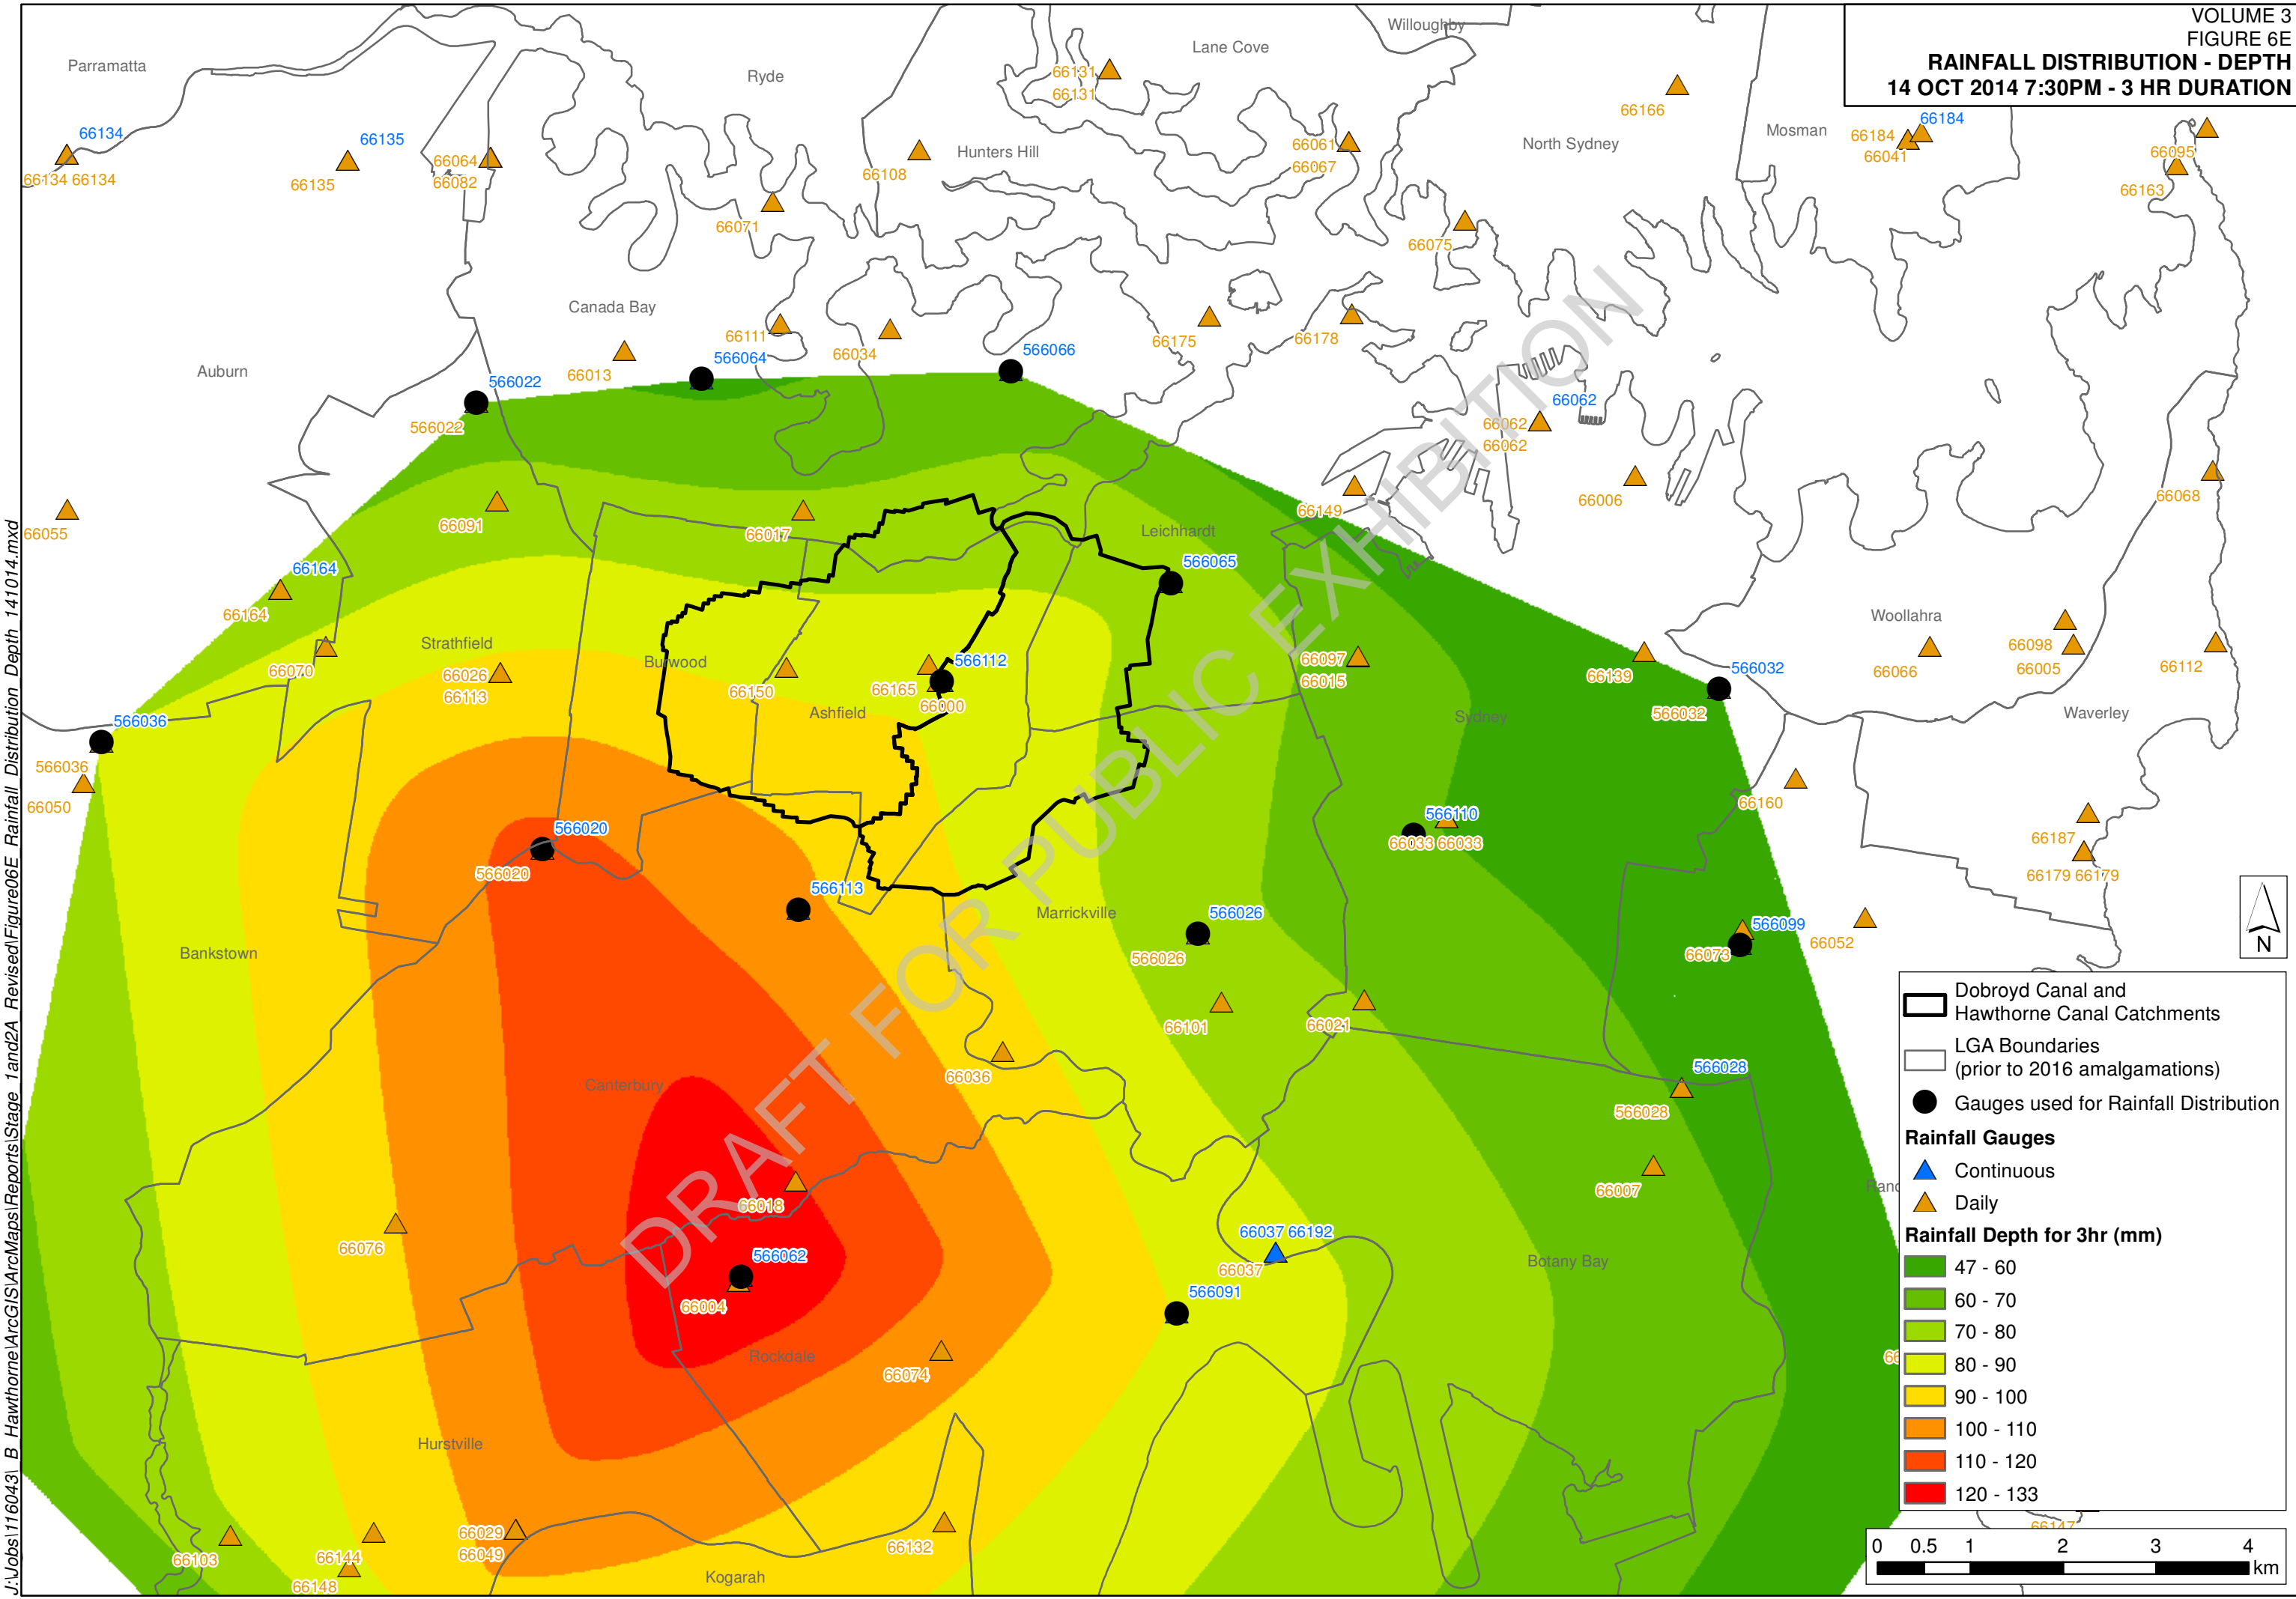 VOLUME 3
FIGURE 6E
RAINFALL DISTRIBUTION - DEPTH
14 OCT 2014 7:30PM - 3 HR DURATION
Willoughby
Lane Cove
Parramatta
Ryde
66131
66131
66166
Mosman
66184
66184
66041
66134
66134 66134
66135
66135
66064
66082
66108
Hunters Hill
66061
66067
North Sydney
66095
66163
66071
66075
Canada Bay
66111
66034
66175
66178
566064
566066
66013
Auburn
566022
566022
66062
66062
66062
66091
66017
66149
66006
66068
66055
Leichhardt
66164
66164
566065
Woollahra
66070
Strathfield
66026
66113
Burwood
66150
566112
66165
66000
66097
66015
66139
566032
566032
66066
66098
66005
66112
Ashfield
Sydney
Waverley
566036
566036
66050
66160
566020
566020
566110
66033 66033
66187
66179 66179
566113
Marrickville
566026
566026
566099
66073
66052
Bankstown
66101
66021
66036
Canterbury
566028
566028
66018
66007
Rand
66076
566062
66004
66037 66192
66037
Botany Bay
566091
Rockdale
66074
66
Hurstville
66103
66144
66148
66029
66049
66132
Kogarah
66147
DRAFT FOR PUBLIC EXHIBITION
N
Dobroyd Canal and
Hawthorne Canal Catchments
LGA Boundaries
(prior to 2016 amalgamations)
Gauges used for Rainfall Distribution
Rainfall Gauges
Continuous
Daily
Rainfall Depth for 3hr (mm)
47 - 60
60 - 70
70 - 80
80 - 90
90 - 100
100 - 110
110 - 120
120 - 133
0 0.5 1 2 3 4
km
J:\Jobs\116043\_B_Hawthorne\ArcGIS\ArcMaps\Reports\Stage_1and2A_Revised\Figure06E_Rainfall_Distribution_Depth_141014.mxd